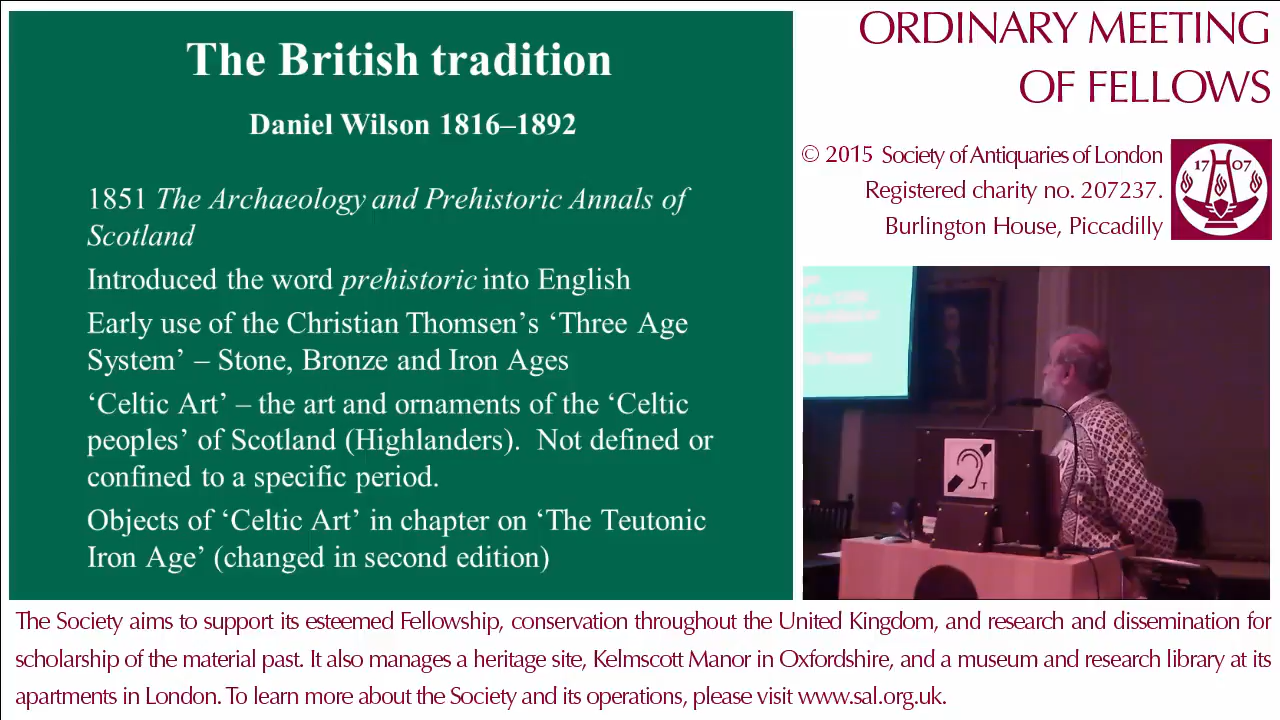 The British tradition
Daniel Wilson 1816–1892
1851 The Archaeology and Prehistoric Annals of
Scotland
Introduced the word prehistoric into English
Early use of the Christian Thomsen's 'Three Age
System' – Stone, Bronze and Iron Ages
'Celtic Art' – the art and ornaments of the 'Celtic
peoples' of Scotland (Highlanders).  Not defined or
confined to a specific period.
Objects of 'Celtic Art' in chapter on 'The Teutonic
Iron Age' (changed in second edition)
ORDINARY MEETING
OF FELLOWS
© 2015 Society of Antiquaries of London
Registered charity no. 207237.
Burlington House, Piccadilly
17 07
T
The Society aims to support its esteemed Fellowship, conservation throughout the United Kingdom, and research and dissemination for
scholarship of the material past. It also manages a heritage site, Kelmscott Manor in Oxfordshire, and a museum and research library at its
apartments in London. To learn more about the Society and its operations, please visit www.sal.org.uk.